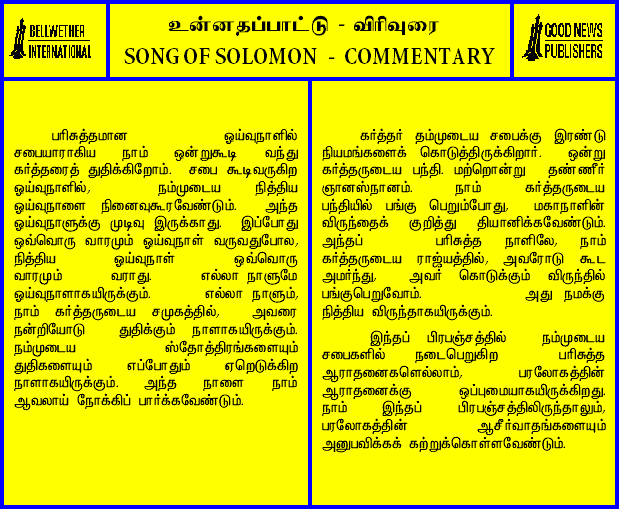 BELLWETHER
INTERNATIONAL
உன்னதப்பாட்டு - விரிவுரை
SONG OF SOLOMON - COMMENTARY
GOOD NEWS
PUBLISHERS
பரிசுத்தமான ஓய்வுநாளில்
சபையாராகிய நாம் ஒன்றுகூடி வந்து
கர்த்தரைத் துதிக்கிறோம். சபை கூடிவருகிற
ஓய்வுநாளில், நம்முடைய நித்திய
ஓய்வுநாளை நினைவுகூரவேண்டும். அந்த
ஓய்வுநாளுக்கு முடிவு இருக்காது. இப்போது
ஒவ்வொரு வாரமும் ஓய்வுநாள் வருவதுபோல,
நித்திய ஓய்வுநாள் ஒவ்வொரு
வாரமும் வராது. எல்லா நாளுமே
ஓய்வுநாளாகயிருக்கும். எல்லா நாளும்,
நாம் கர்த்தருடைய சமுகத்தில், அவரை
நன்றியோடு துதிக்கும் நாளாகயிருக்கும்.
நம்முடைய ஸ்தோத்திரங்களையும்
துதிகளையும் எப்போதும் ஏறெடுக்கிற
நாளாகயிருக்கும். அந்த நாளை நாம்
ஆவலாய் நோக்கிப் பார்க்கவேண்டும்.
கர்த்தர் தம்முடைய சபைக்கு இரண்டு
நியமங்களைக் கொடுத்திருக்கிறார். ஒன்று
கர்த்தருடைய பந்தி. மற்றொன்று தண்ணீர்
ஞானஸ்நானம். நாம் கர்த்தருடைய
பந்தியில் பங்கு பெறும்போது, மகாநாளின்
விருந்தைக் குறித்து தியானிக்கவேண்டும்.
அந்தப் பரிசுத்த நாளிலே, நாம்
கர்த்தருடைய ராஜ்யத்தில், அவரோடு கூட
அமர்ந்து, அவர் கொடுக்கும் விருந்தில்
பங்குபெறுவோம். அது நமக்கு
நித்திய விருந்தாகயிருக்கும்.
இந்தப் பிரபஞ்சத்தில் நம்முடைய
சபைகளில் நடைபெறுகிற பரிசுத்த
ஆராதனைகளெல்லாம், பரலோகத்தின்
ஆராதனைக்கு ஒப்புமையாகயிருக்கிறது.
நாம் இந்தப் பிரபஞ்சத்திலிருந்தாலும்,
பரலோகத்தின் ஆசீர்வாதங்களையும்
அனுபவிக்கக் கற்றுக்கொள்ளவேண்டும்.